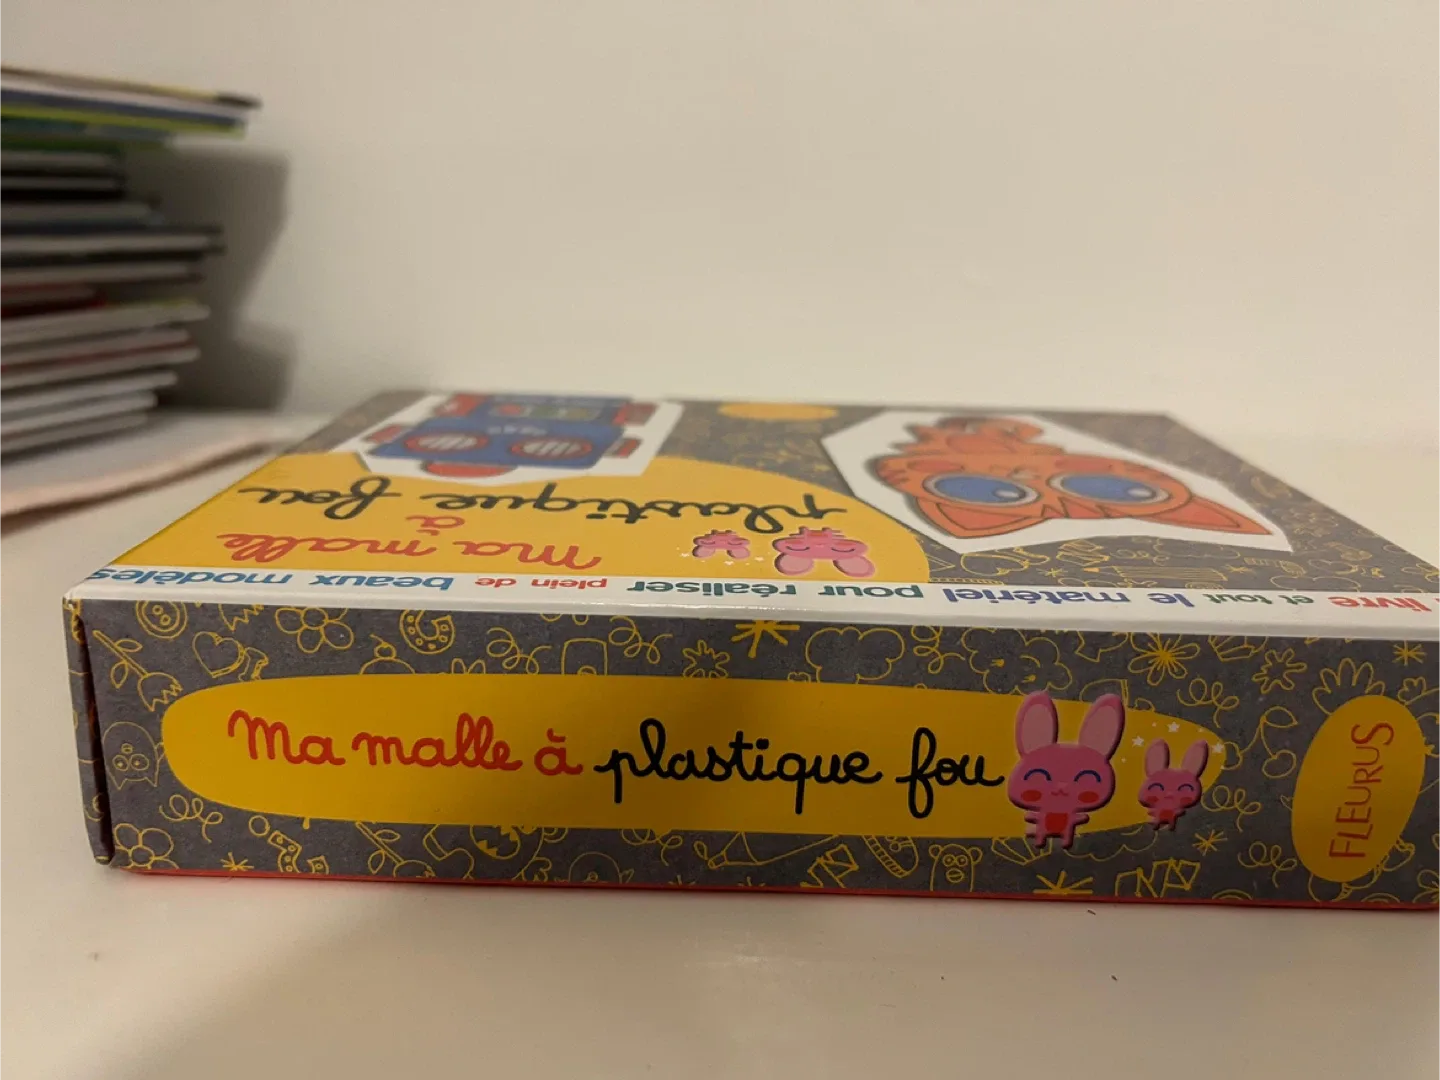 Ma malle
à
plastique fou
livre et tout le matériel pour réaliser plein de beaux modèles
Ma malle à plastique fou
FLEURUS